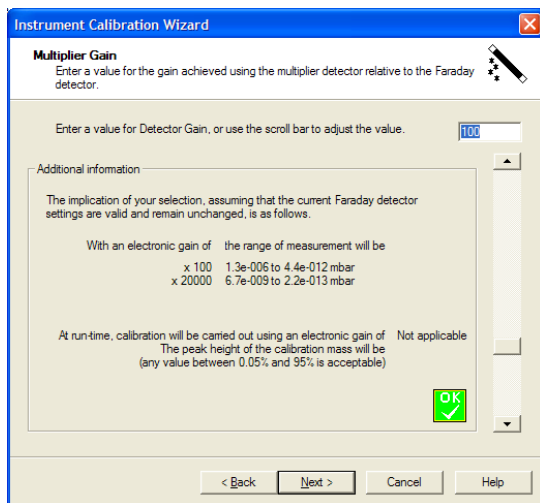 Instrument Calibration Wizard
Multiplier Gain
Enter a value for the gain achieved using the multiplier detector relative to the Faraday
detector.
Enter a value for Detector Gain, or use the scroll bar to adjust the value. 100
Additional information
The implication of your selection, assuming that the current Faraday detector
settings are valid and remain unchanged, is as follows.
With an electronic gain of the range of measurement will be
x 100 1.3e-006 to 4.4e-012 mbar
x 20000 6.7e-009 to 2.2e-013 mbar
At run-time, calibration will be carried out using an electronic gain of Not applicable
The peak height of the calibration mass will be
(any value between 0.05% and 95% is acceptable)
OK
< Back Next > Cancel Help